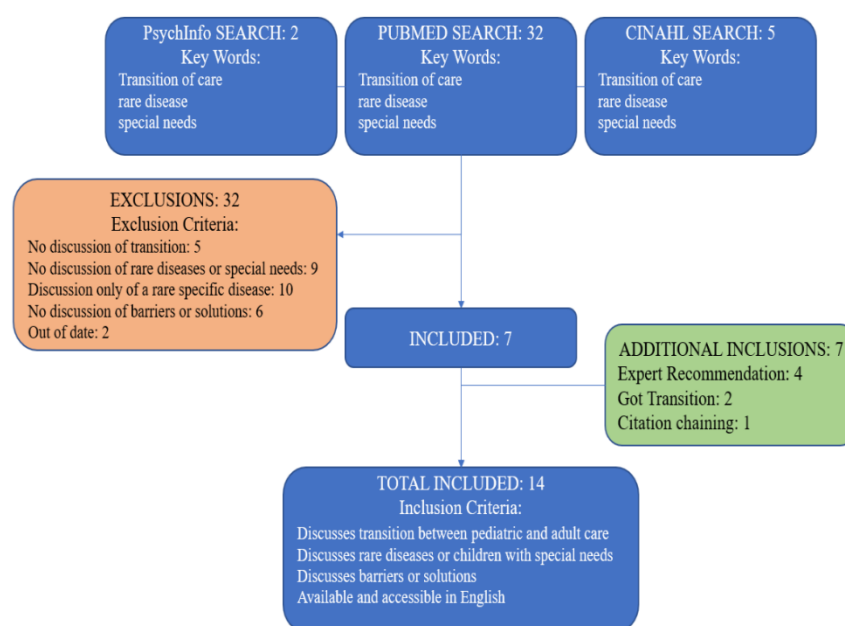 PsychInfo SEARCH: 2
Key Words:
Transition of care
rare disease
special needs
PUBMED SEARCH: 32
Key Words:
Transition of care
rare disease
special needs
CINAHL SEARCH: 5
Key Words:
Transition of care
rare disease
special needs
EXCLUSIONS: 32
Exclusion Criteria:
No discussion of transition: 5
No discussion of rare diseases or special needs: 9
Discussion only of a rare specific disease: 10
No discussion of barriers or solutions: 6
Out of date: 2
INCLUDED: 7
ADDITIONAL INCLUSIONS: 7
Expert Recommendation: 4
Got Transition: 2
Citation chaining: 1
TOTAL INCLUDED: 14
Inclusion Criteria:
Discusses transition between pediatric and adult care
Discusses rare diseases or children with special needs
Discusses barriers or solutions
Available and accessible in English